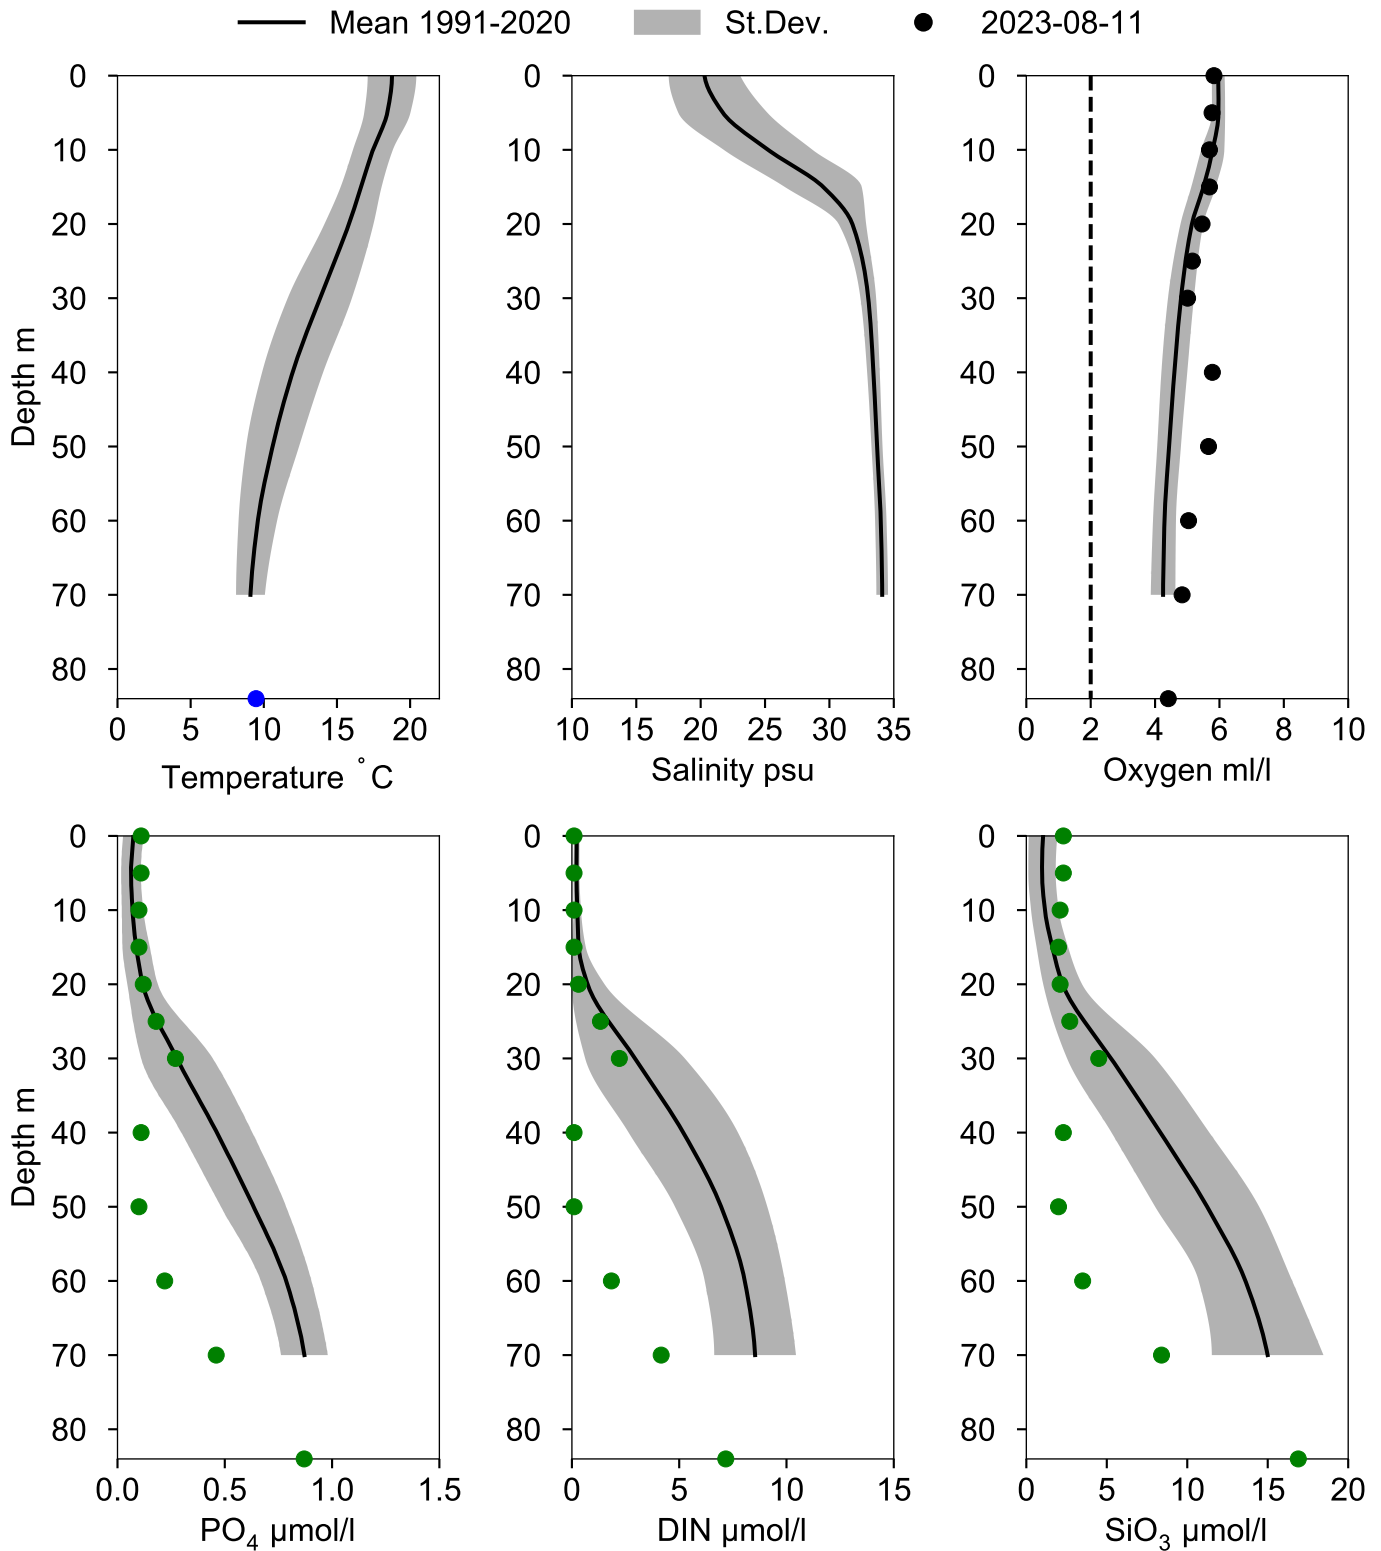 Mean 1991-2020 St.Dev. 2023-08-11
0 0 0
10 10 10
20 20 20
30 30 30
40 40 40
50 50 50
60 60 60
70 70 70
80 80 80
Depth m
0 5 10 15 20 10 15 20 25 30 35 0 2 4 6 8 10
Temperature °C Salinity psu Oxygen ml/l
0 0 0
10 10 10
20 20 20
30 30 30
40 40 40
50 50 50
60 60 60
70 70 70
80 80 80
Depth m
0.0 0.5 1.0 1.5 0 5 10 15 0 5 10 15 20
PO₄ µmol/l DIN µmol/l SiO₃ µmol/l